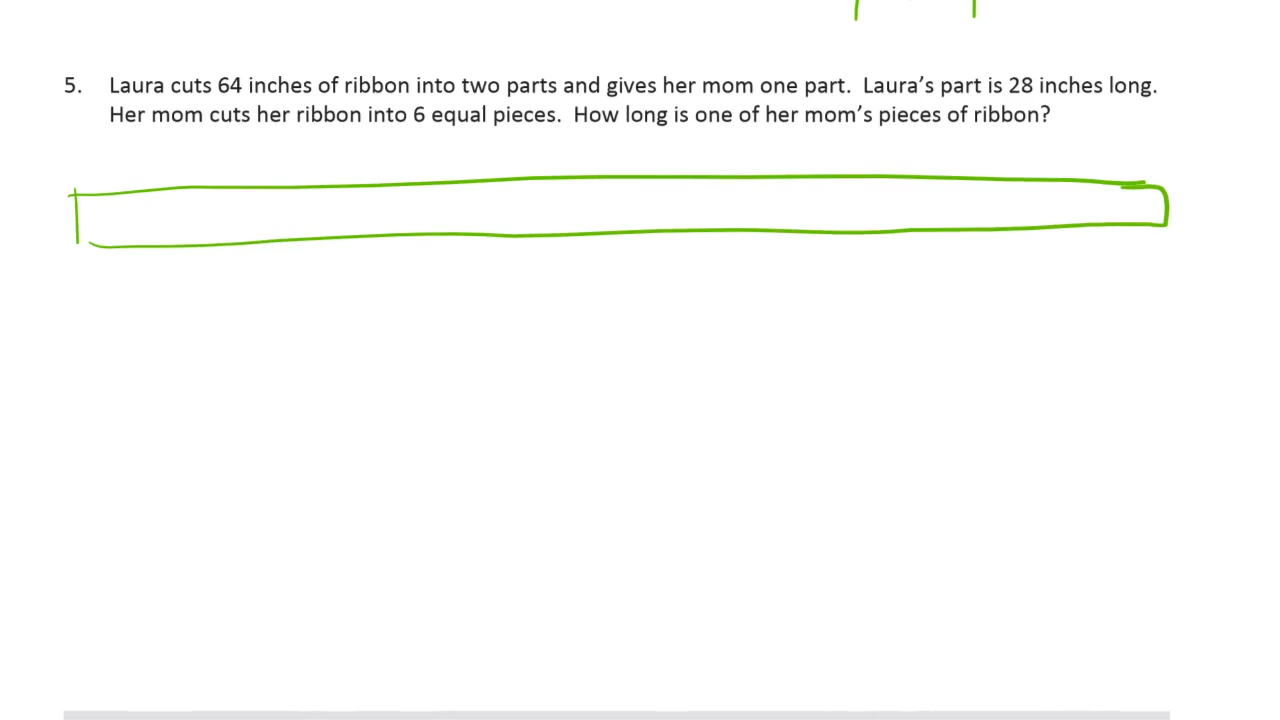 5. Laura cuts 64 inches of ribbon into two parts and gives her mom one part. Laura’s part is 28 inches long.
Her mom cuts her ribbon into 6 equal pieces. How long is one of her mom’s pieces of ribbon?